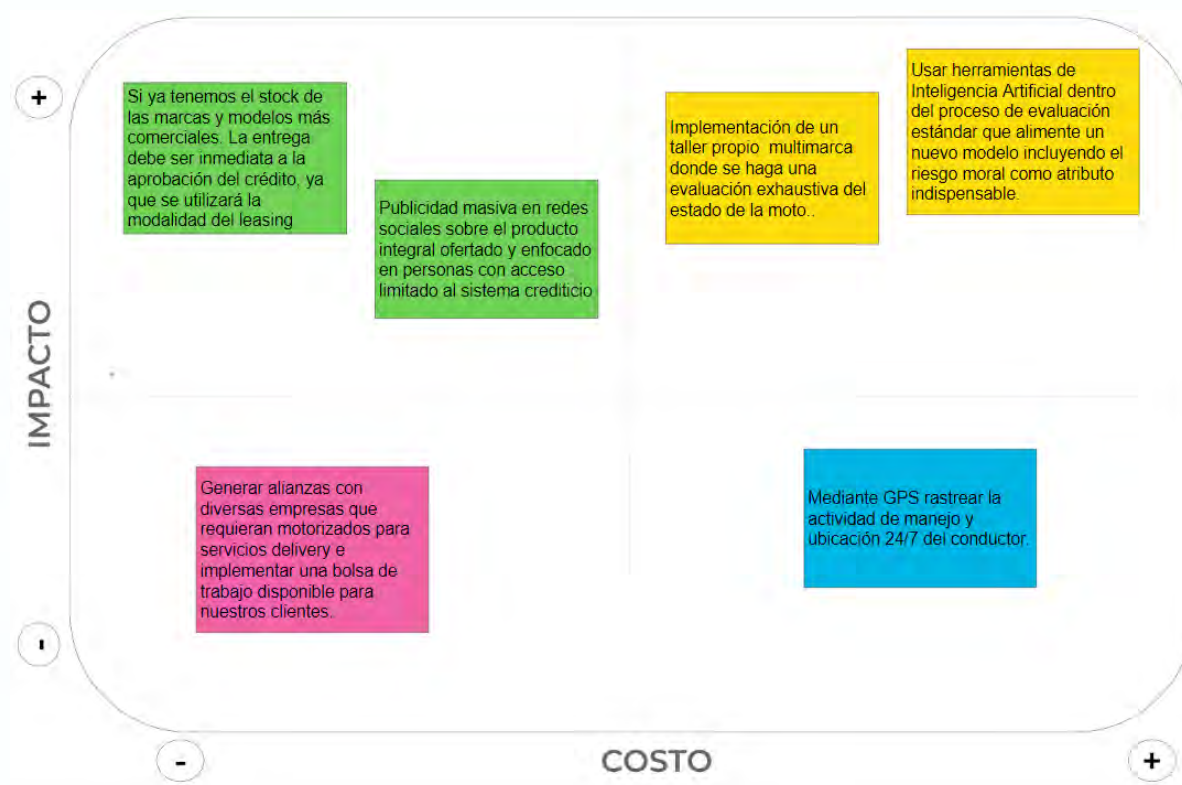 +
Si ya tenemos el stock de
las marcas y modelos más
comerciales. La entrega
debe ser inmediata a la
aprobación del crédito, ya
que se utilizará la
modalidad del leasing
Publicidad masiva en redes
sociales sobre el producto
integral ofertado y enfocado
en personas con acceso
limitado al sistema crediticio
Implementación de un
taller propio multimarca
donde se haga una
evaluación exhaustiva del
estado de la moto..
Usar herramientas de
Inteligencia Artificial dentro
del proceso de evaluación
estándar que alimente un
nuevo modelo incluyendo el
riesgo moral como atributo
indispensable.
IMPACTO
Generar alianzas con
diversas empresas que
requieran motorizados para
servicios delivery e
implementar una bolsa de
trabajo disponible para
nuestros clientes.
Mediante GPS rastrear la
actividad de manejo y
ubicación 24/7 del conductor.
-
-
COSTO
+